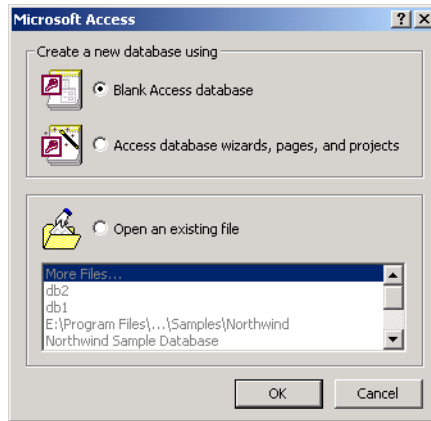 Microsoft Access
Create a new database using
Blank Access database
Access database wizards, pages, and projects
Open an existing file
More Files...
db2
db1
E:\Program Files\...\Samples\Northwind
Northwind Sample Database
OK
Cancel